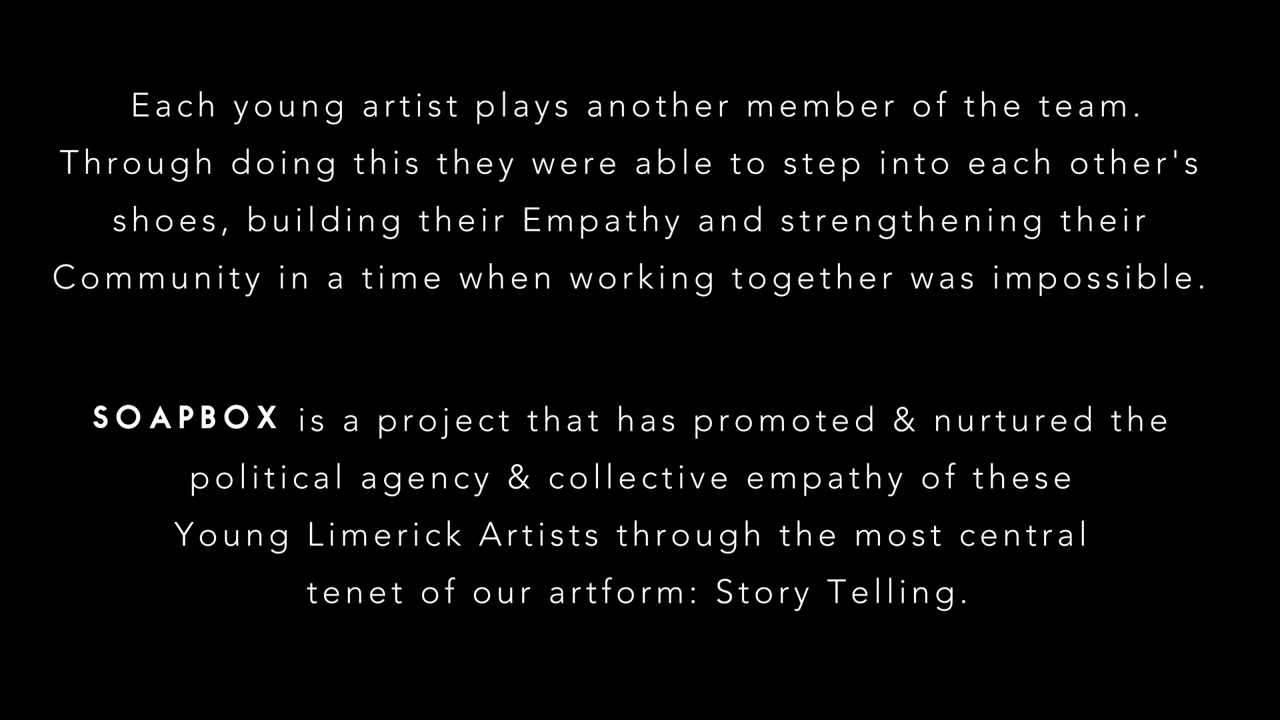 Each young artist plays another member of the team.
Through doing this they were able to step into each other's
shoes, building their Empathy and strengthening their
Community in a time when working together was impossible.
SOAPBOX is a project that has promoted & nurtured the
political agency & collective empathy of these
Young Limerick Artists through the most central
tenet of our artform: Story Telling.